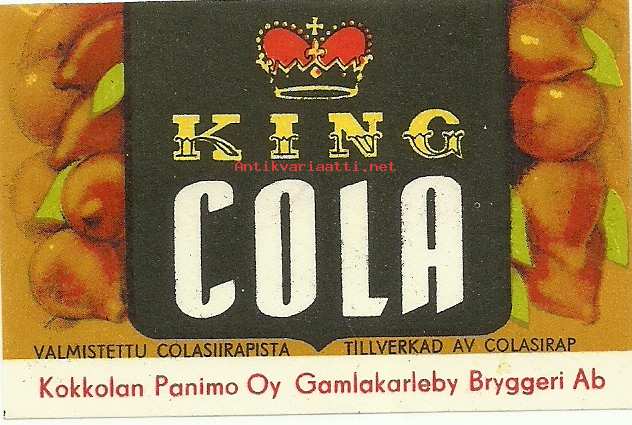 KING
Antikvariaatti.net
COLA
VALMISTETTU COLASIIRAPISTA TILLVERKAD AV COLASIRAP
Kokkolan Panimo Oy Gamlakarleby Bryggeri Ab